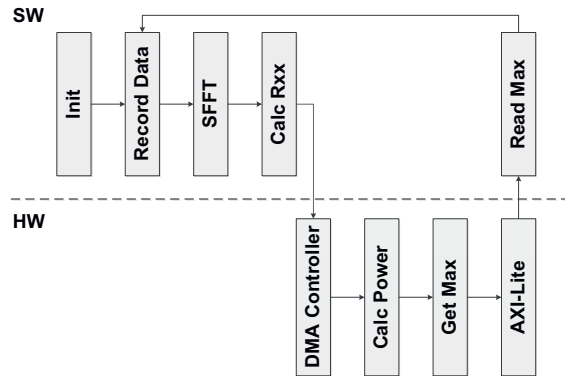 SW
Init
Record Data
SFFT
Calc Rxx
Read Max
HW
DMA Controller
Calc Power
Get Max
AXI-Lite